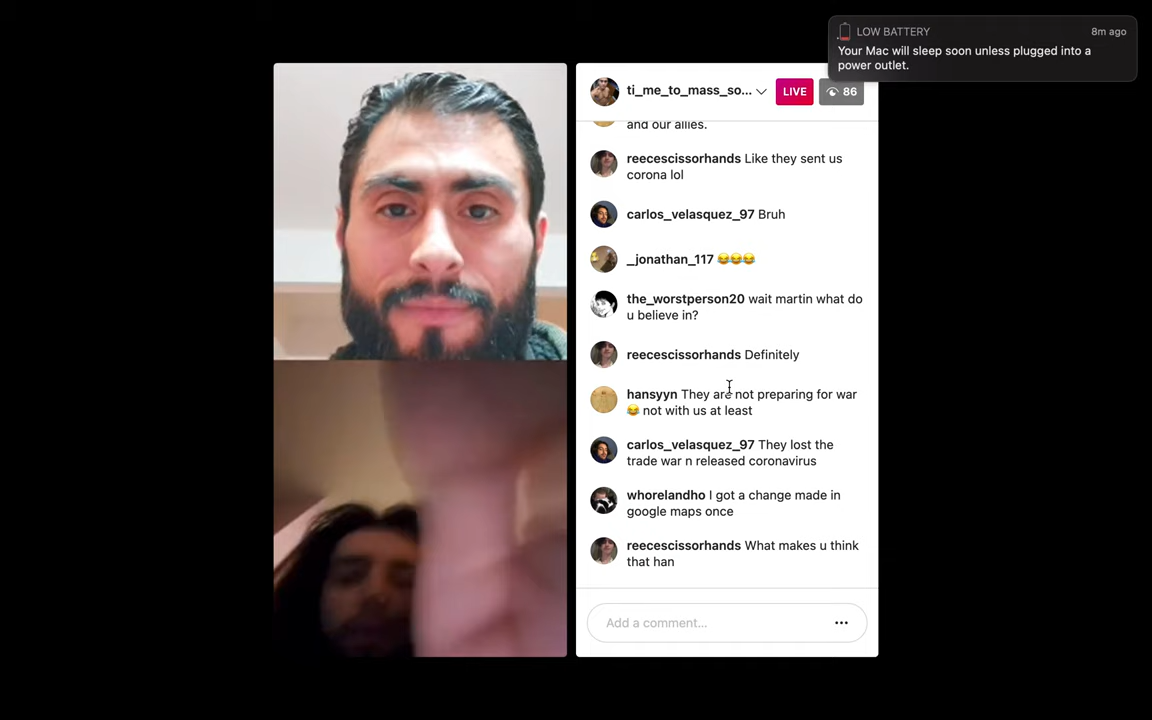 LOW BATTERY
8m ago
Your Mac will sleep soon unless plugged into a
power outlet.
ti_me_to_mass_so...
LIVE
86
and our allies.
reecescissorhands Like they sent us
corona lol
carlos_velasquez_97 Bruh
_jonathan_117 😂😂😂
the_worstperson20 wait martin what do
u believe in?
reecescissorhands Definitely
hansyyn They are not preparing for war
😂 not with us at least
carlos_velasquez_97 They lost the
trade war n released coronavirus
whorelandho I got a change made in
google maps once
reecescissorhands What makes u think
that han
Add a comment...